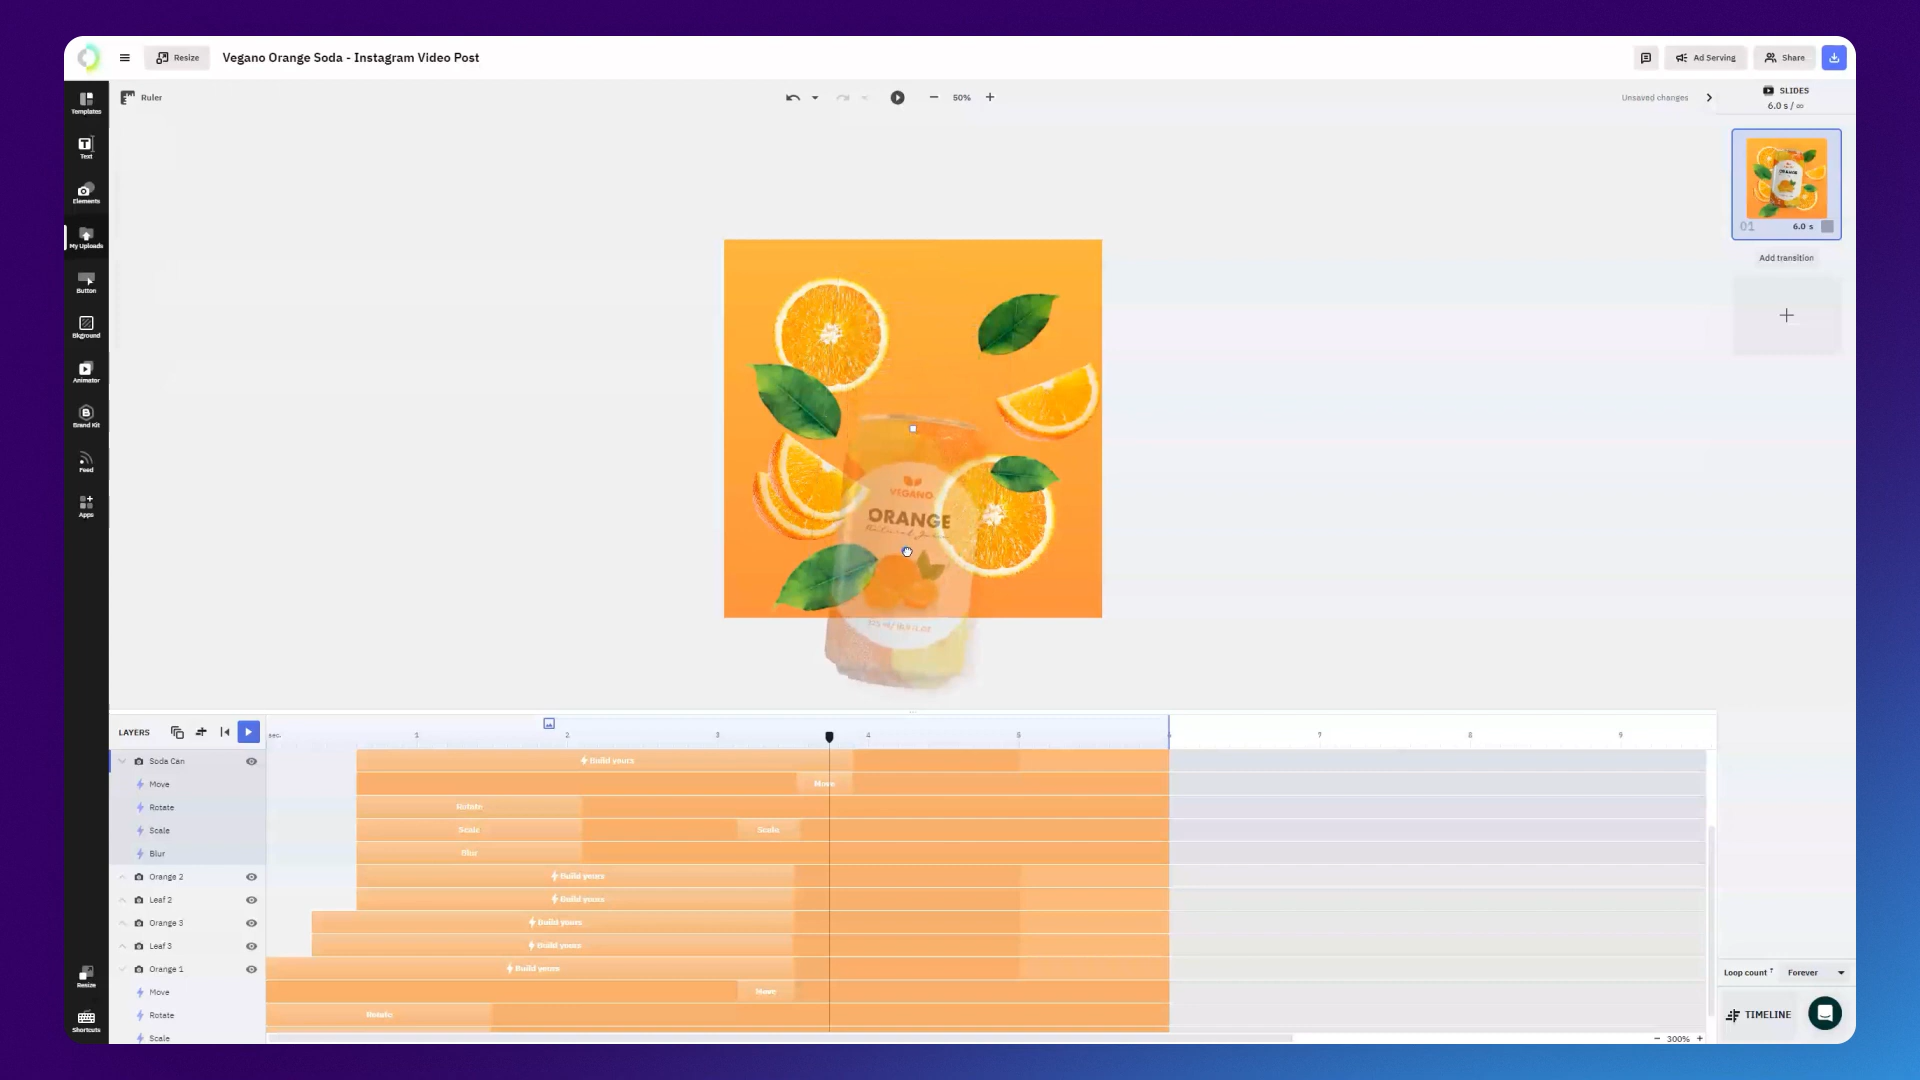 Resize
Vegano Orange Soda - Instagram Video Post
Ad Serving
Share
Templates
Ruler
50%
Unsaved changes
SLIDES
6.0 s / ∞
Text
Elements
My Uploads
Button
Bkground
Animator
Brand Kit
Feed
Apps
Resize
Shortcuts
ORANGE
01
6.0 s
Add transition
VEGANO
ORANGE
Natural Juice
LAYERS
sec.
1
2
3
4
5
6
7
8
9
Soda Can
Build yours
Move
Move
Rotate
Rotate
Scale
Scale
Scale
Blur
Blur
Orange 2
Build yours
Leaf 2
Build yours
Orange 3
Build yours
Leaf 3
Build yours
Orange 1
Build yours
Move
Move
Rotate
Rotate
Scale
Loop count
Forever
TIMELINE
300%